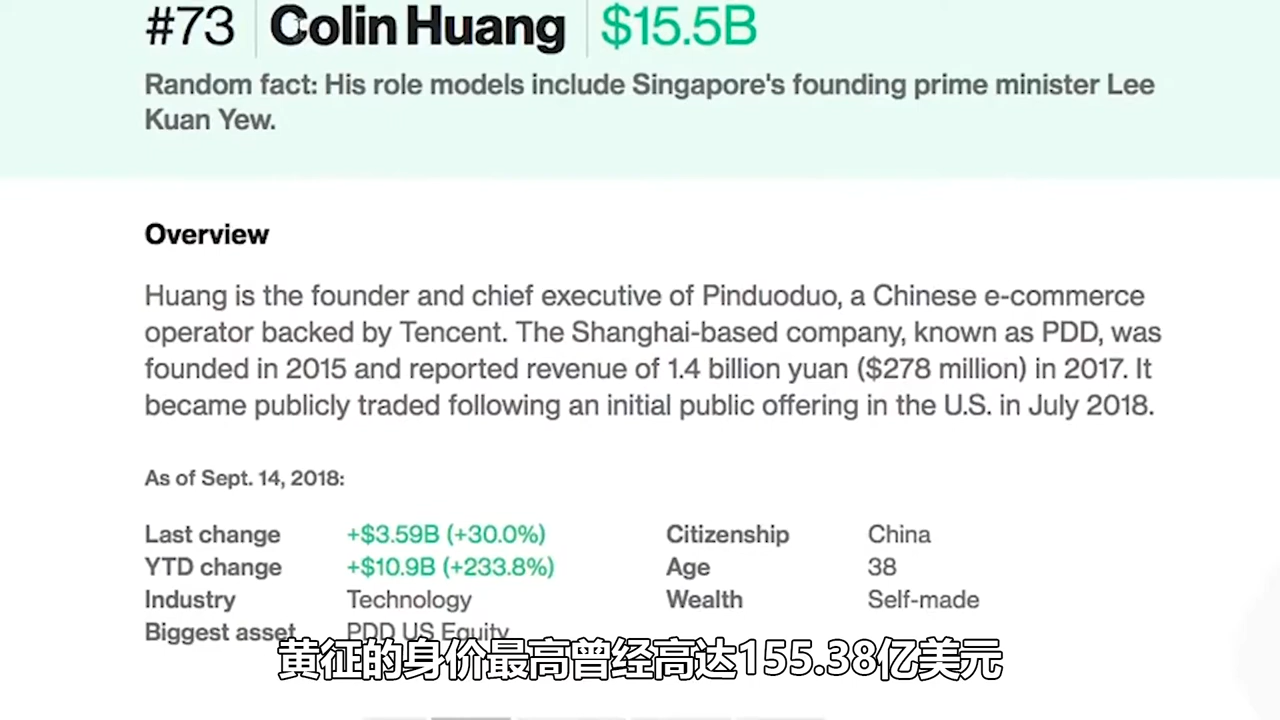 #73 Colin Huang $15.5B
Random fact: His role models include Singapore's founding prime minister Lee
Kuan Yew.
Overview
Huang is the founder and chief executive of Pinduoduo, a Chinese e-commerce
operator backed by Tencent. The Shanghai-based company, known as PDD, was
founded in 2015 and reported revenue of 1.4 billion yuan ($278 million) in 2017. It
became publicly traded following an initial public offering in the U.S. in July 2018.
As of Sept. 14, 2018:
Last change +$3.59B (+30.0%) Citizenship China
YTD change +$10.9B (+233.8%) Age 38
Industry Technology Wealth Self-made
Biggest asset PDD US Equity
黄征的身价最高曾经高达155.38亿美元